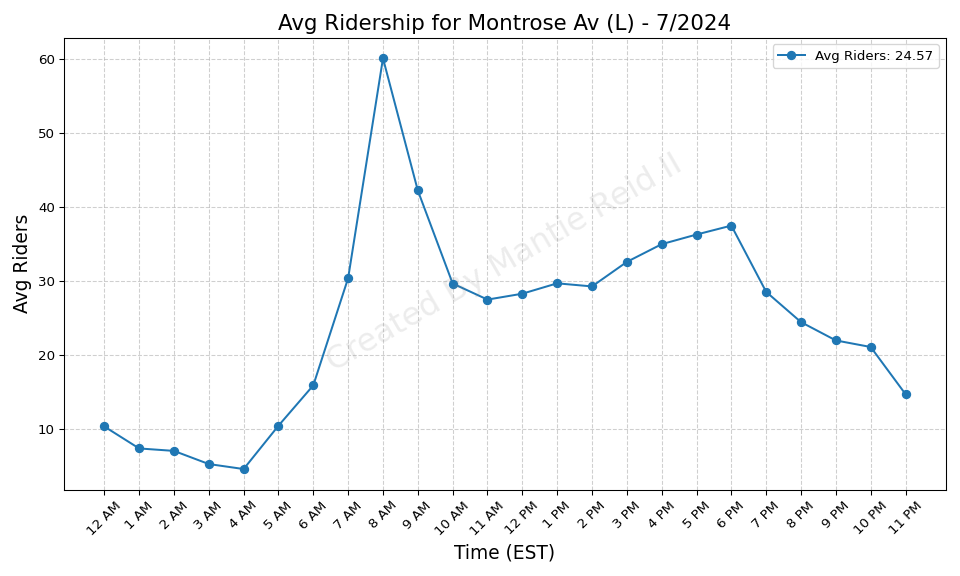 Avg Ridership for Montrose Av (L) - 7/2024
Avg Riders: 24.57
Avg Riders
60
50
40
30
20
10
Created By Mantie Reid II
12 AM
1 AM
2 AM
3 AM
4 AM
5 AM
6 AM
7 AM
8 AM
9 AM
10 AM
11 AM
12 PM
1 PM
2 PM
3 PM
4 PM
5 PM
6 PM
7 PM
8 PM
9 PM
10 PM
11 PM
Time (EST)